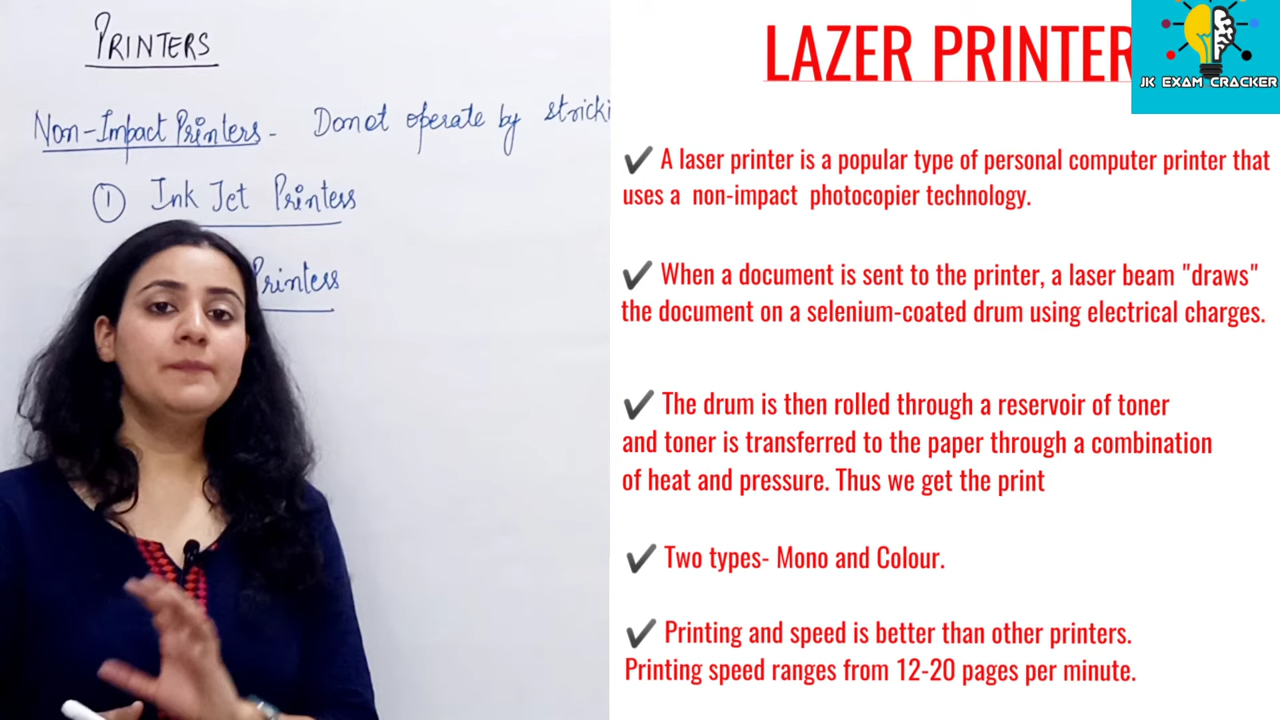 PRINTERS
Non-Impact Printers - Do not operate by
① Ink Jet Printers
Printers
LAZER PRINTER
JK EXAM CRACKER
✔ A laser printer is a popular type of personal computer printer that
uses a non-impact photocopier technology.
✔ When a document is sent to the printer, a laser beam "draws"
the document on a selenium-coated drum using electrical charges.
✔ The drum is then rolled through a reservoir of toner
and toner is transferred to the paper through a combination
of heat and pressure. Thus we get the print
✔ Two types- Mono and Colour.
✔ Printing and speed is better than other printers.
Printing speed ranges from 12-20 pages per minute.